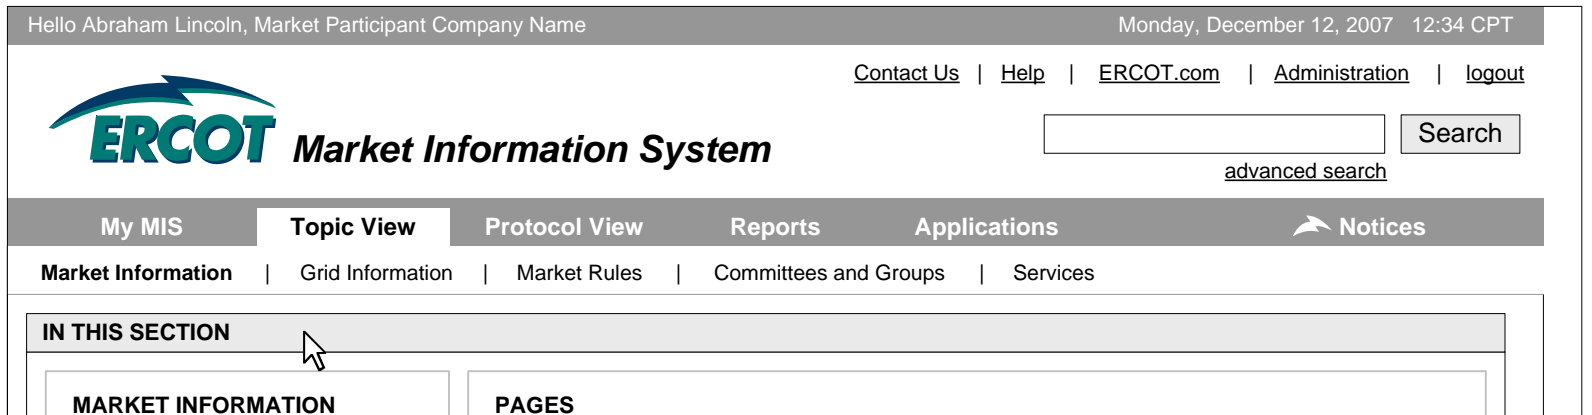 Hello Abraham Lincoln, Market Participant Company Name Monday, December 12, 2007 12:34 CPT
Contact Us | Help | ERCOT.com | Administration | logout
ERCOT Market Information System Search
advanced search
My MIS Topic View Protocol View Reports Applications Notices
Market Information | Grid Information | Market Rules | Committees and Groups | Services
IN THIS SECTION
MARKET INFORMATION PAGES